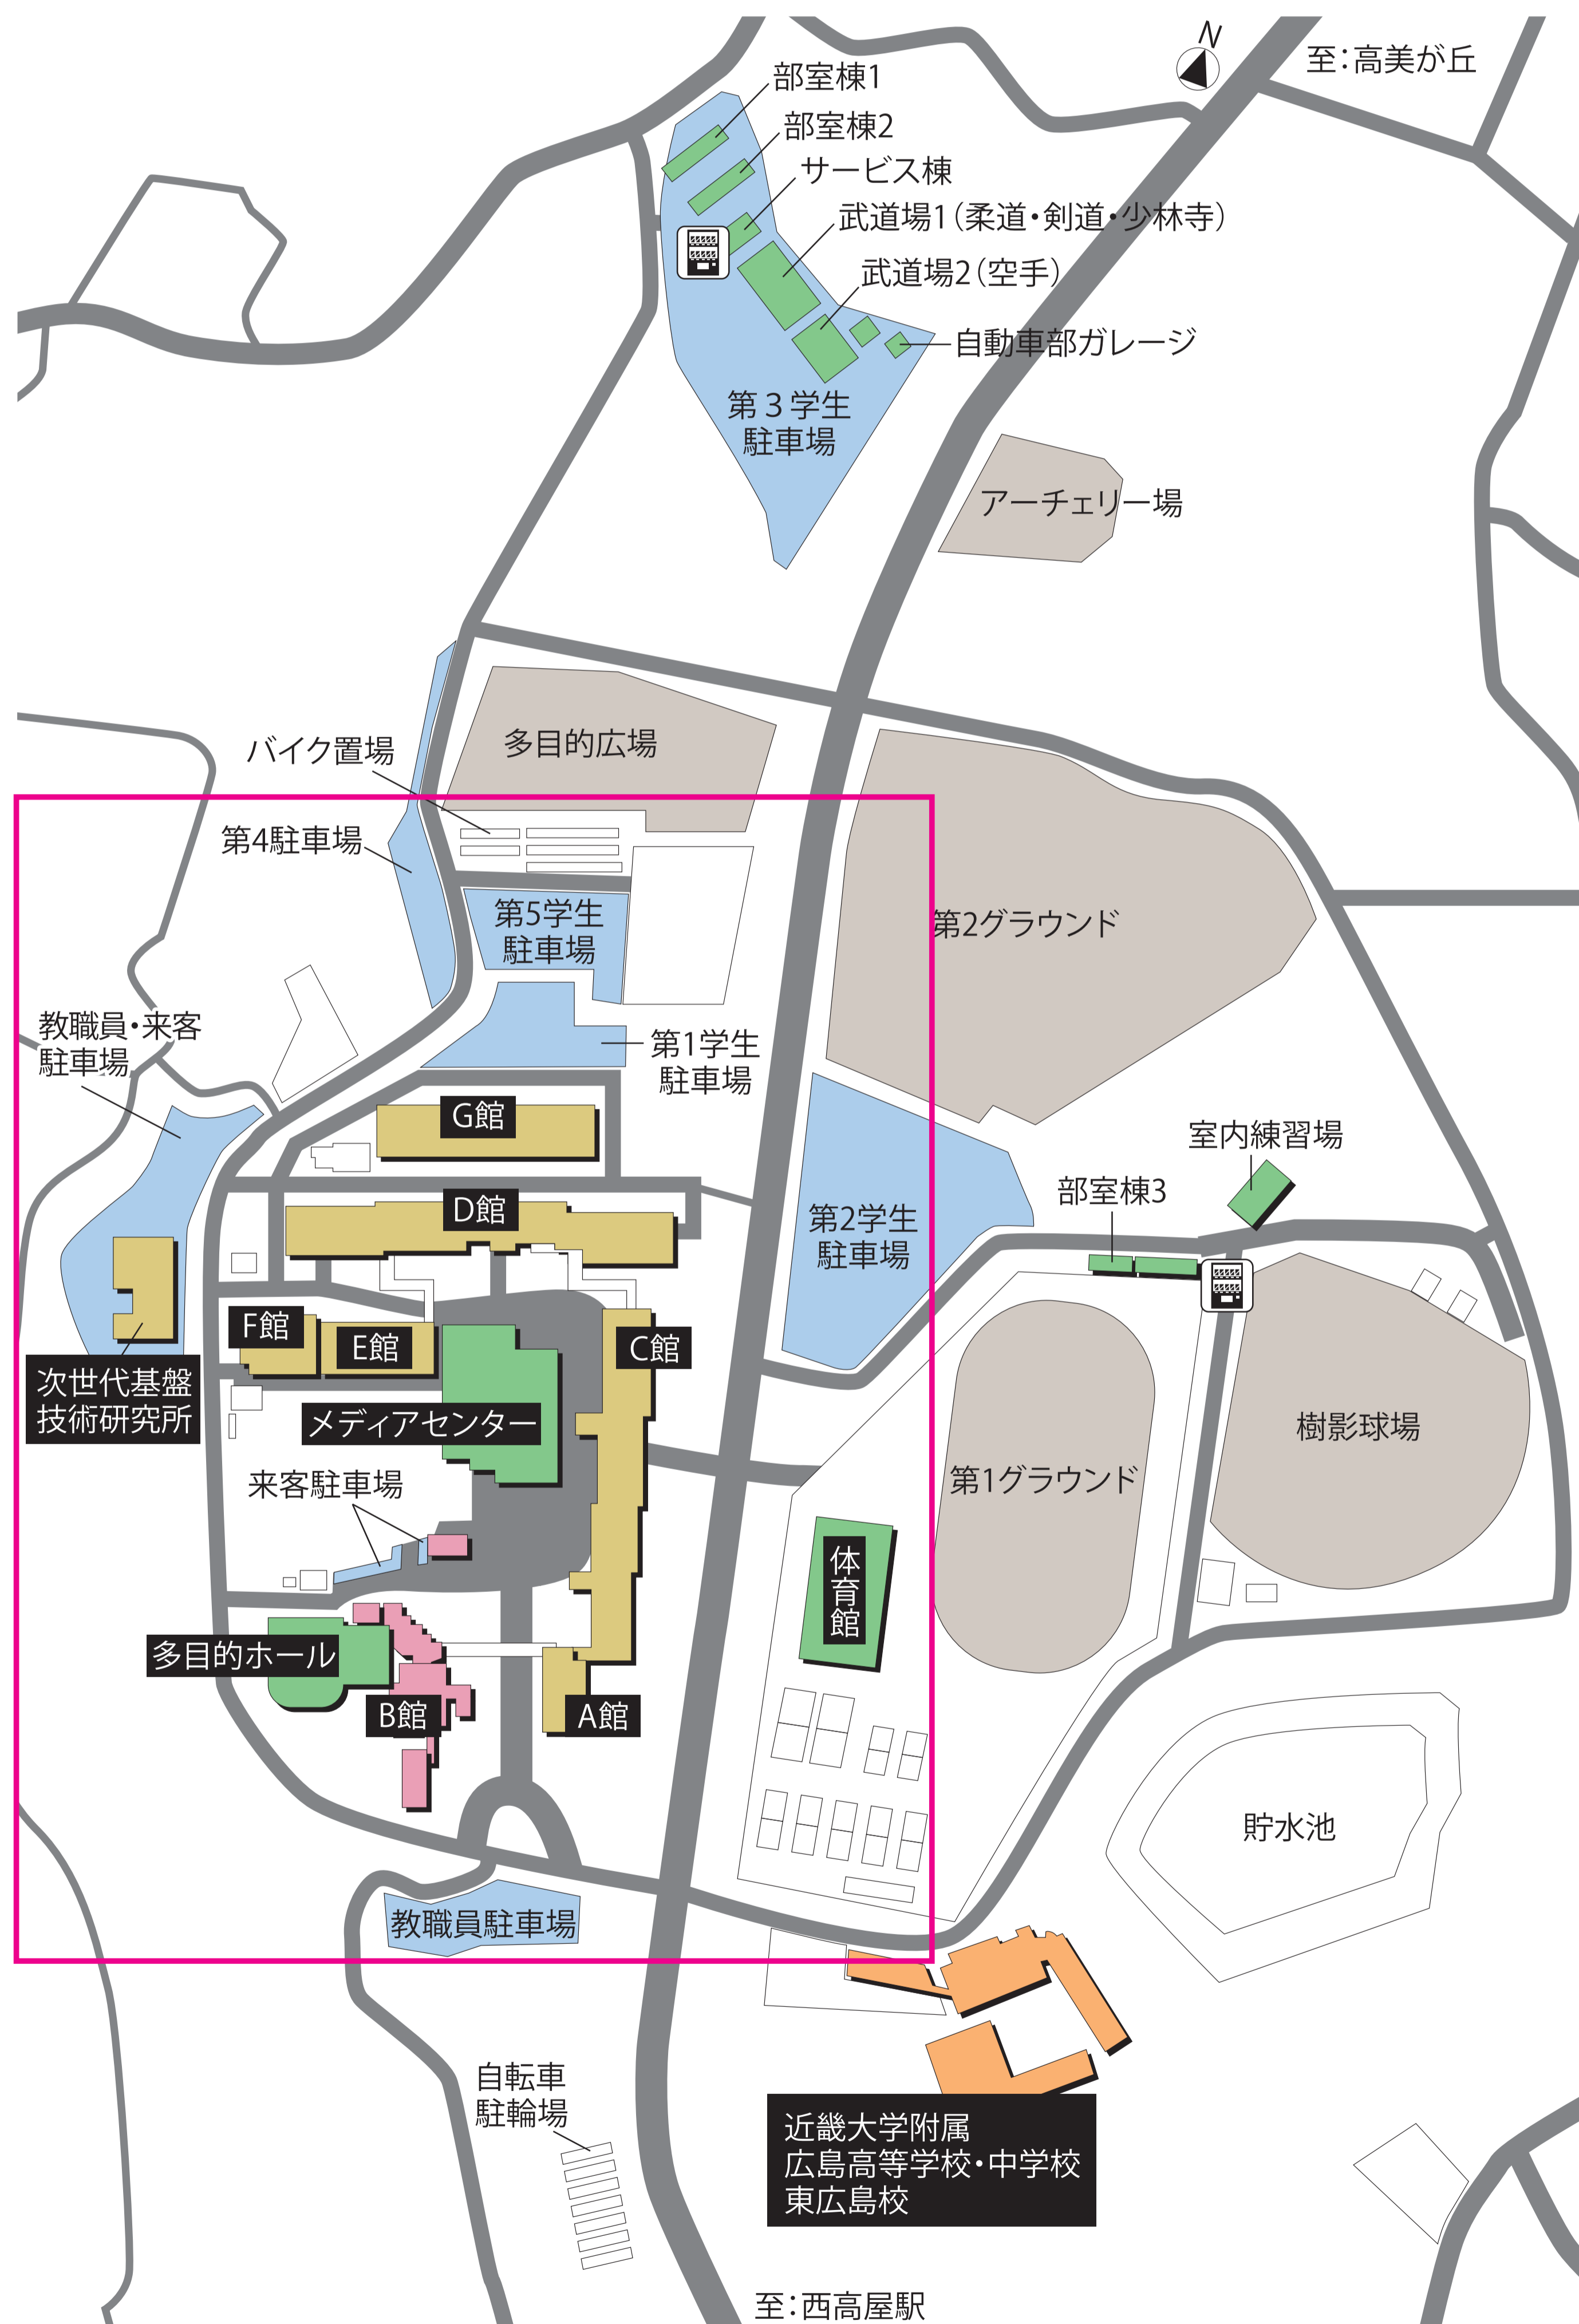 N
至：高美が丘
部室棟1
部室棟2
サービス棟
武道場1（柔道・剣道・少林寺）
武道場2（空手）
自動車部ガレージ
第３学生
駐車場
アーチェリー場
多目的広場
バイク置場
第4駐車場
第5学生
駐車場
第2グラウンド
教職員・来客
駐車場
第1学生
駐車場
G館
室内練習場
部室棟3
D館
第2学生
駐車場
F館
E館
C館
次世代基盤
技術研究所
メディアセンター
樹影球場
第1グラウンド
来客駐車場
体育館
多目的ホール
B館
A館
貯水池
教職員駐車場
自転車
駐輪場
近畿大学附属
広島高等学校・中学校
東広島校
至：西高屋駅